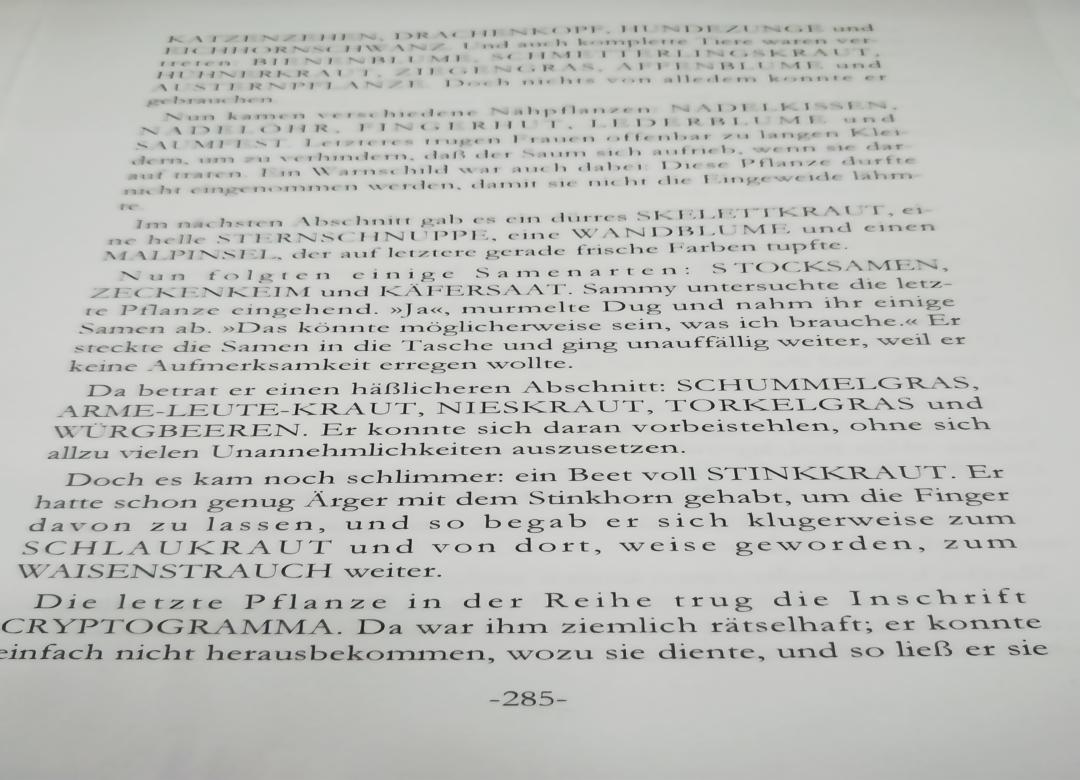 KATZENZEHEN, DRACHENKOPF, HUNDEZUNGE und
EICHHORNSCHWANZ. Und auch komplette Tiere waren ver-
treten: BIENENBLUME, SCHMETTERLINGSKRAUT,
HÜHNERKRAUT, ZIEGENGRAS, AFFENBLUME und
AUSTERNPFLANZE. Doch nichts von alledem konnte er
gebrauchen.
Nun kamen verschiedene Nähpflanzen: NADELKISSEN,
NADELÖHR, FINGERHUT, LEDERBLUME und
SAUMFEST. Letzteres trugen Frauen offenbar zu langen Klei-
dern, um zu verhindern, daß der Saum sich aufrieb, wenn sie dar-
auf traten. Ein Warnschild war auch dabei: Diese Pflanze durfte
nicht eingenommen werden, damit sie nicht die Eingeweide lähm-
te.
Im nächsten Abschnitt gab es ein dürres SKELETTKRAUT, ei-
ne helle STERNSCHNUPPE, eine WANDBLUME und einen
MALPINSEL, der auf letztere gerade frische Farben tupfte.
Nun folgten einige Samenarten: STOCKSAMEN,
ZECKENKEIM und KÄFERSAAT. Sammy untersuchte die letz-
te Pflanze eingehend. »Ja«, murmelte Dug und nahm ihr einige
Samen ab. »Das könnte möglicherweise sein, was ich brauche.« Er
steckte die Samen in die Tasche und ging unauffällig weiter, weil er
keine Aufmerksamkeit erregen wollte.
Da betrat er einen häßlicheren Abschnitt: SCHUMMELGRAS,
ARME-LEUTE-KRAUT, NIESKRAUT, TORKELGRAS und
WÜRGBEEREN. Er konnte sich daran vorbeistehlen, ohne sich
allzu vielen Unannehmlichkeiten auszusetzen.
Doch es kam noch schlimmer: ein Beet voll STINKKRAUT. Er
hatte schon genug Ärger mit dem Stinkhorn gehabt, um die Finger
davon zu lassen, und so begab er sich klugerweise zum
SCHLAUKRAUT und von dort, weise geworden, zum
WAISENSTRAUCH weiter.
Die letzte Pflanze in der Reihe trug die Inschrift
CRYPTOGRAMMA. Da war ihm ziemlich rätselhaft; er konnte
einfach nicht herausbekommen, wozu sie diente, und so ließ er sie
-285-